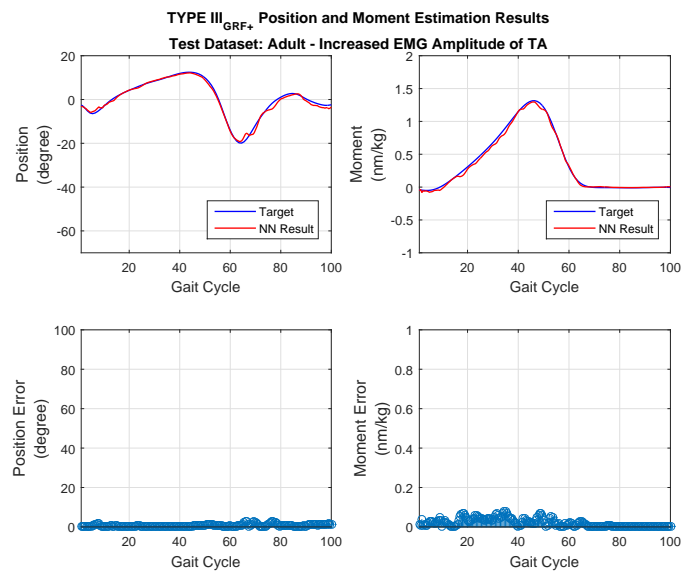 TYPE III_GRF+ Position and Moment Estimation Results
Test Dataset: Adult - Increased EMG Amplitude of TA
20
0
-20
-40
-60
Position
(degree)
Target
NN Result
20 40 60 80 100
Gait Cycle
2
1.5
1
0.5
0
-0.5
-1
Moment
(nm/kg)
Target
NN Result
20 40 60 80 100
Gait Cycle
100
80
60
40
20
0
Position Error
(degree)
20 40 60 80 100
Gait Cycle
1
0.8
0.6
0.4
0.2
0
Moment Error
(nm/kg)
20 40 60 80 100
Gait Cycle